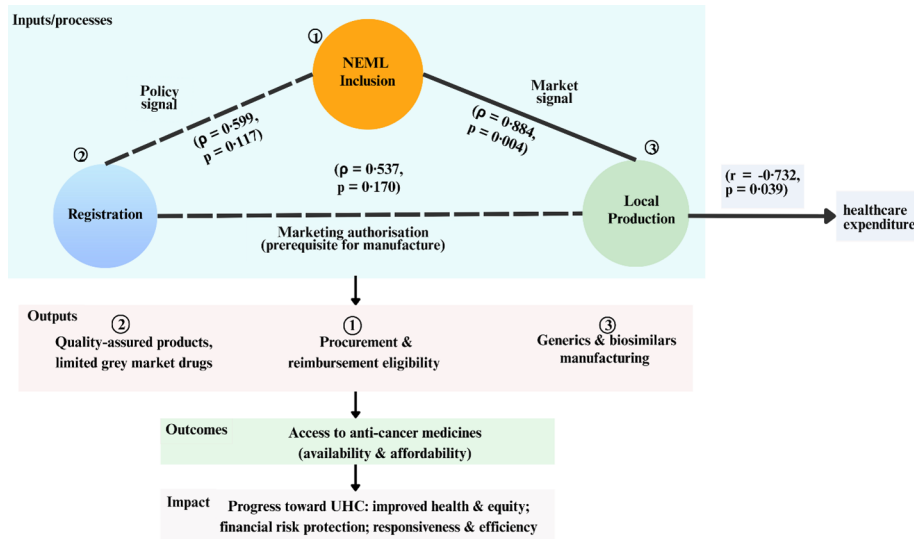 Inputs/processes
①
NEML
Inclusion
Policy
signal
(ρ = 0·599,
p = 0·117)
Market
signal
(ρ = 0·884,
p = 0·004)
②
Registration
(ρ = 0·537,
p = 0·170)
③
Local
Production
Marketing authorisation
(prerequisite for manufacture)
(r = -0·732,
p = 0·039)
healthcare
expenditure
Outputs
②
Quality-assured products,
limited grey market drugs
①
Procurement &
reimbursement eligibility
③
Generics & biosimilars
manufacturing
Outcomes
Access to anti-cancer medicines
(availability & affordability)
Impact
Progress toward UHC: improved health & equity;
financial risk protection; responsiveness & efficiency